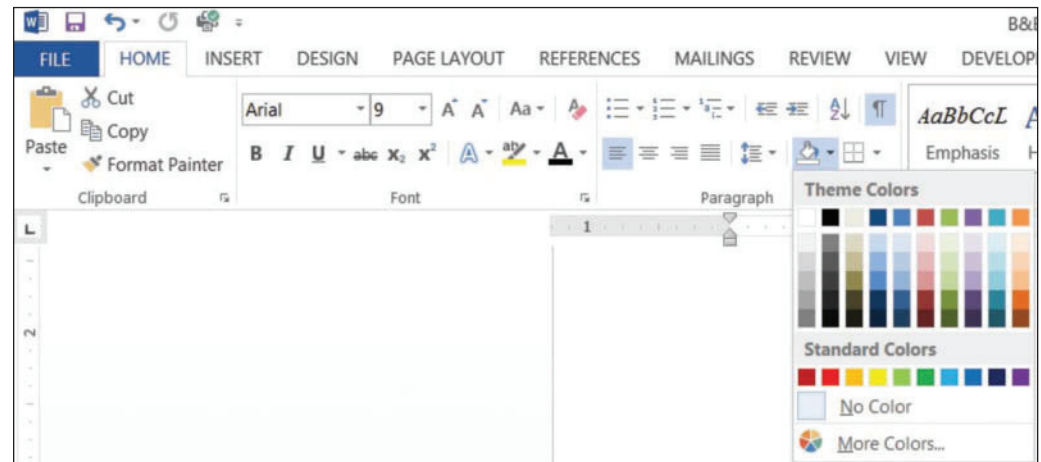 B&E
FILE HOME INSERT DESIGN PAGE LAYOUT REFERENCES MAILINGS REVIEW VIEW DEVELOP
Paste
Cut
Copy
Format Painter
Clipboard
Arial 9 A A Aa
B I U abc X₂ X² A aby A
Font
Paragraph
AaBbCcL A
Emphasis H
Theme Colors
Standard Colors
No Color
More Colors...
L
1
2